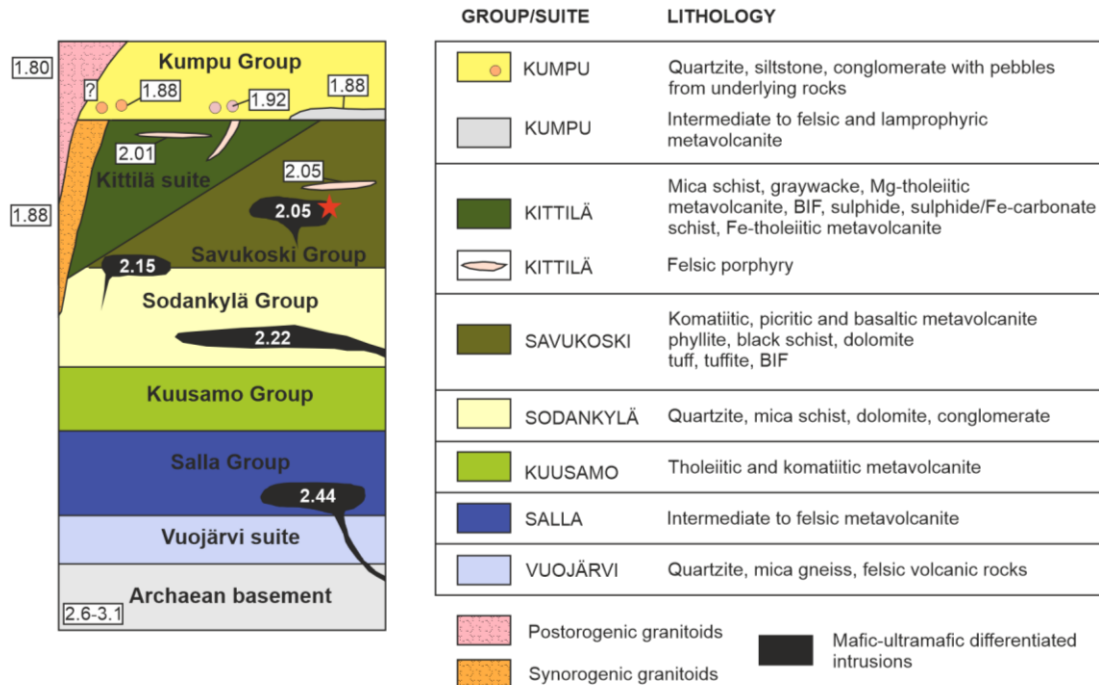 GROUP/SUITE LITHOLOGY
1.80
Kumpu Group
?
1.88
1.92
1.88
2.01
Kittilä suite
2.05
1.88
2.05
Savukoski Group
2.15
Sodankylä Group
2.22
Kuusamo Group
Salla Group
2.44
Vuojärvi suite
Archaean basement
2.6-3.1
KUMPU Quartzite, siltstone, conglomerate with pebbles
from underlying rocks
KUMPU Intermediate to felsic and lamprophyric
metavolcanite
KITTILÄ Mica schist, graywacke, Mg-tholeiitic
metavolcanite, BIF, sulphide, sulphide/Fe-carbonate
schist, Fe-tholeiitic metavolcanite
KITTILÄ Felsic porphyry
SAVUKOSKI Komatiitic, picritic and basaltic metavolcanite
phyllite, black schist, dolomite
tuff, tuffite, BIF
SODANKYLÄ Quartzite, mica schist, dolomite, conglomerate
KUUSAMO Tholeiitic and komatiitic metavolcanite
SALLA Intermediate to felsic metavolcanite
VUOJÄRVI Quartzite, mica gneiss, felsic volcanic rocks
Postorogenic granitoids
Synorogenic granitoids
Mafic-ultramafic differentiated
intrusions